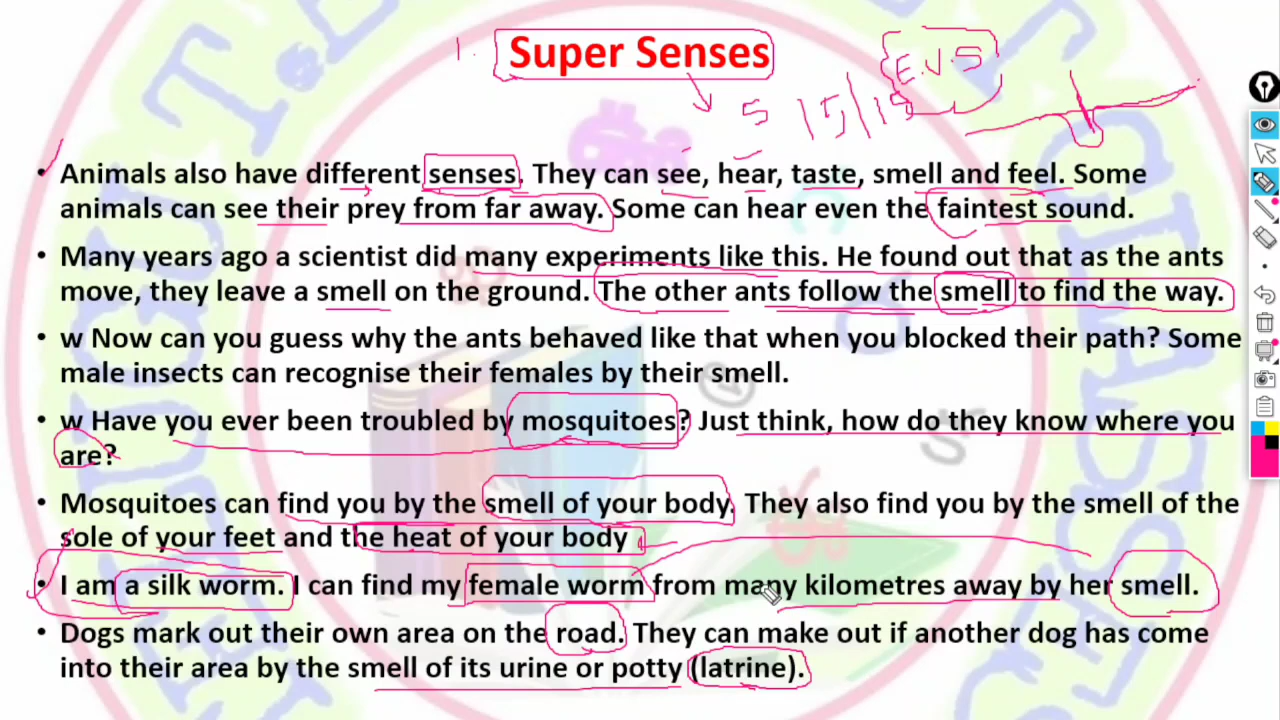 Super Senses
E.V.S
5 15/15
• Animals also have different senses. They can see, hear, taste, smell and feel. Some
animals can see their prey from far away. Some can hear even the faintest sound.
• Many years ago a scientist did many experiments like this. He found out that as the ants
move, they leave a smell on the ground. The other ants follow the smell to find the way.
• w Now can you guess why the ants behaved like that when you blocked their path? Some
male insects can recognise their females by their smell.
• w Have you ever been troubled by mosquitoes? Just think, how do they know where you
are?
• Mosquitoes can find you by the smell of your body. They also find you by the smell of the
sole of your feet and the heat of your body
• I am a silk worm. I can find my female worm from many kilometres away by her smell.
• Dogs mark out their own area on the road. They can make out if another dog has come
into their area by the smell of its urine or potty (latrine).